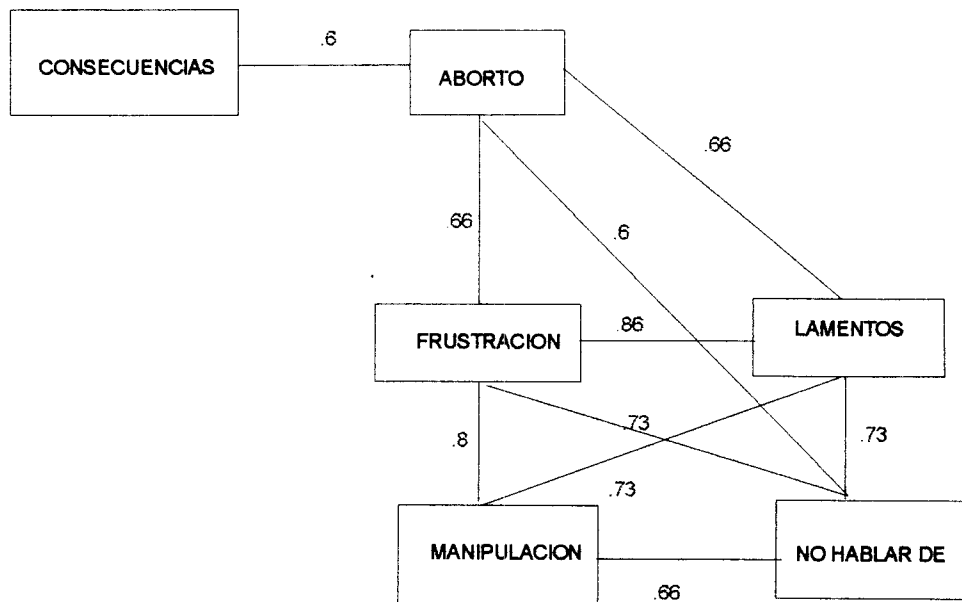 .6
CONSECUENCIAS
ABORTO
.66
.66
.6
.86
LAMENTOS
FRUSTRACION
.73
.8
.73
.73
MANIPULACION
NO HABLAR DE
.66